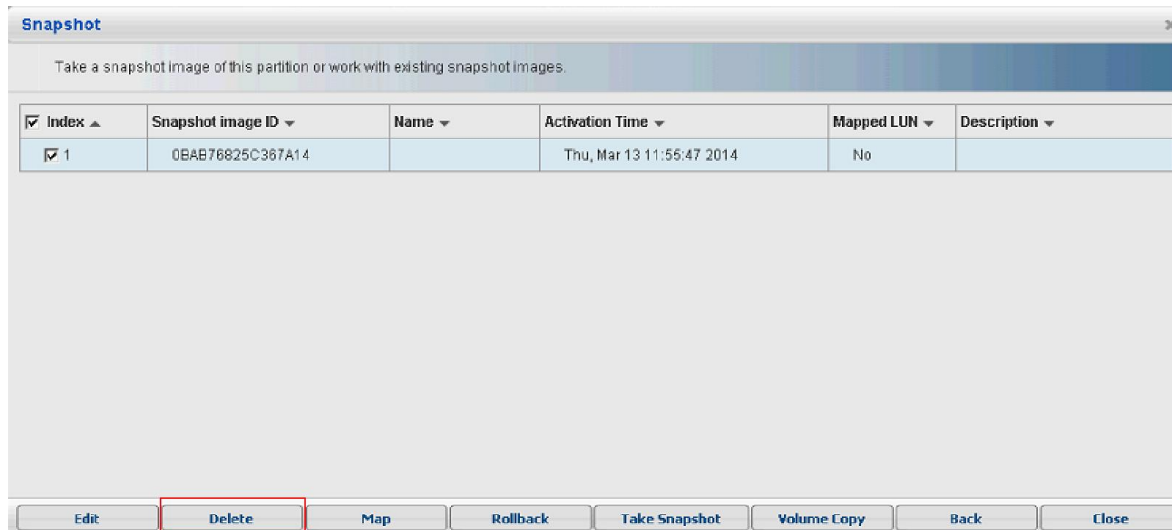 Snapshot
Take a snapshot image of this partition or work with existing snapshot images.
Index Snapshot image ID Name Activation Time Mapped LUN Description
1 0BAB76825C367A14 Thu, Mar 13 11:55:47 2014 No
Edit Delete Map Rollback Take Snapshot Volume Copy Back Close